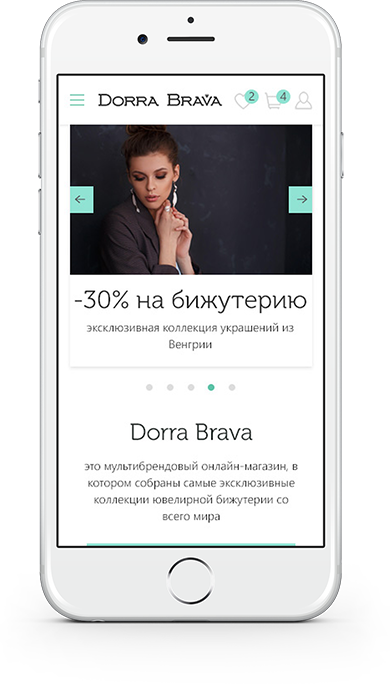 DORRA BRAVA 2 4
-30% на бижутерию
эксклюзивная коллекция украшений из
Венгрии
Dorra Brava
это мультибрендовый онлайн-магазин, в
котором собраны самые эксклюзивные
коллекции ювелирной бижутерии со
всего мира